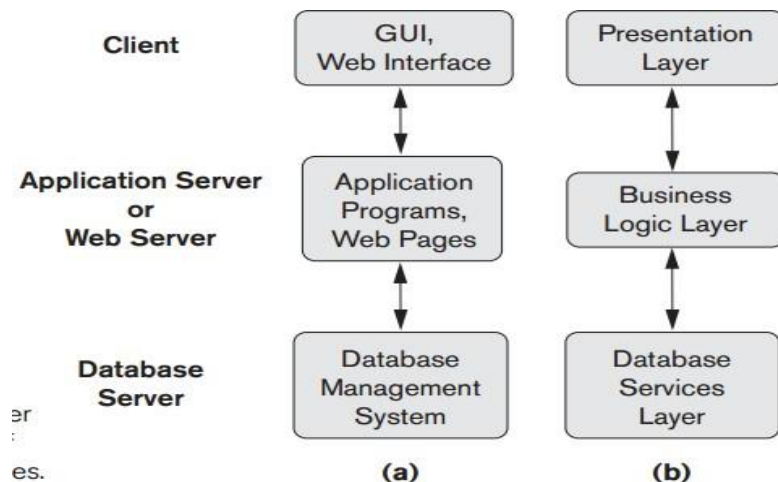 Client
GUI,
Web Interface
Presentation
Layer
Application Server
or
Web Server
Application
Programs,
Web Pages
Business
Logic Layer
Database
Server
Database
Management
System
Database
Services
Layer
er
es.
(a)
(b)